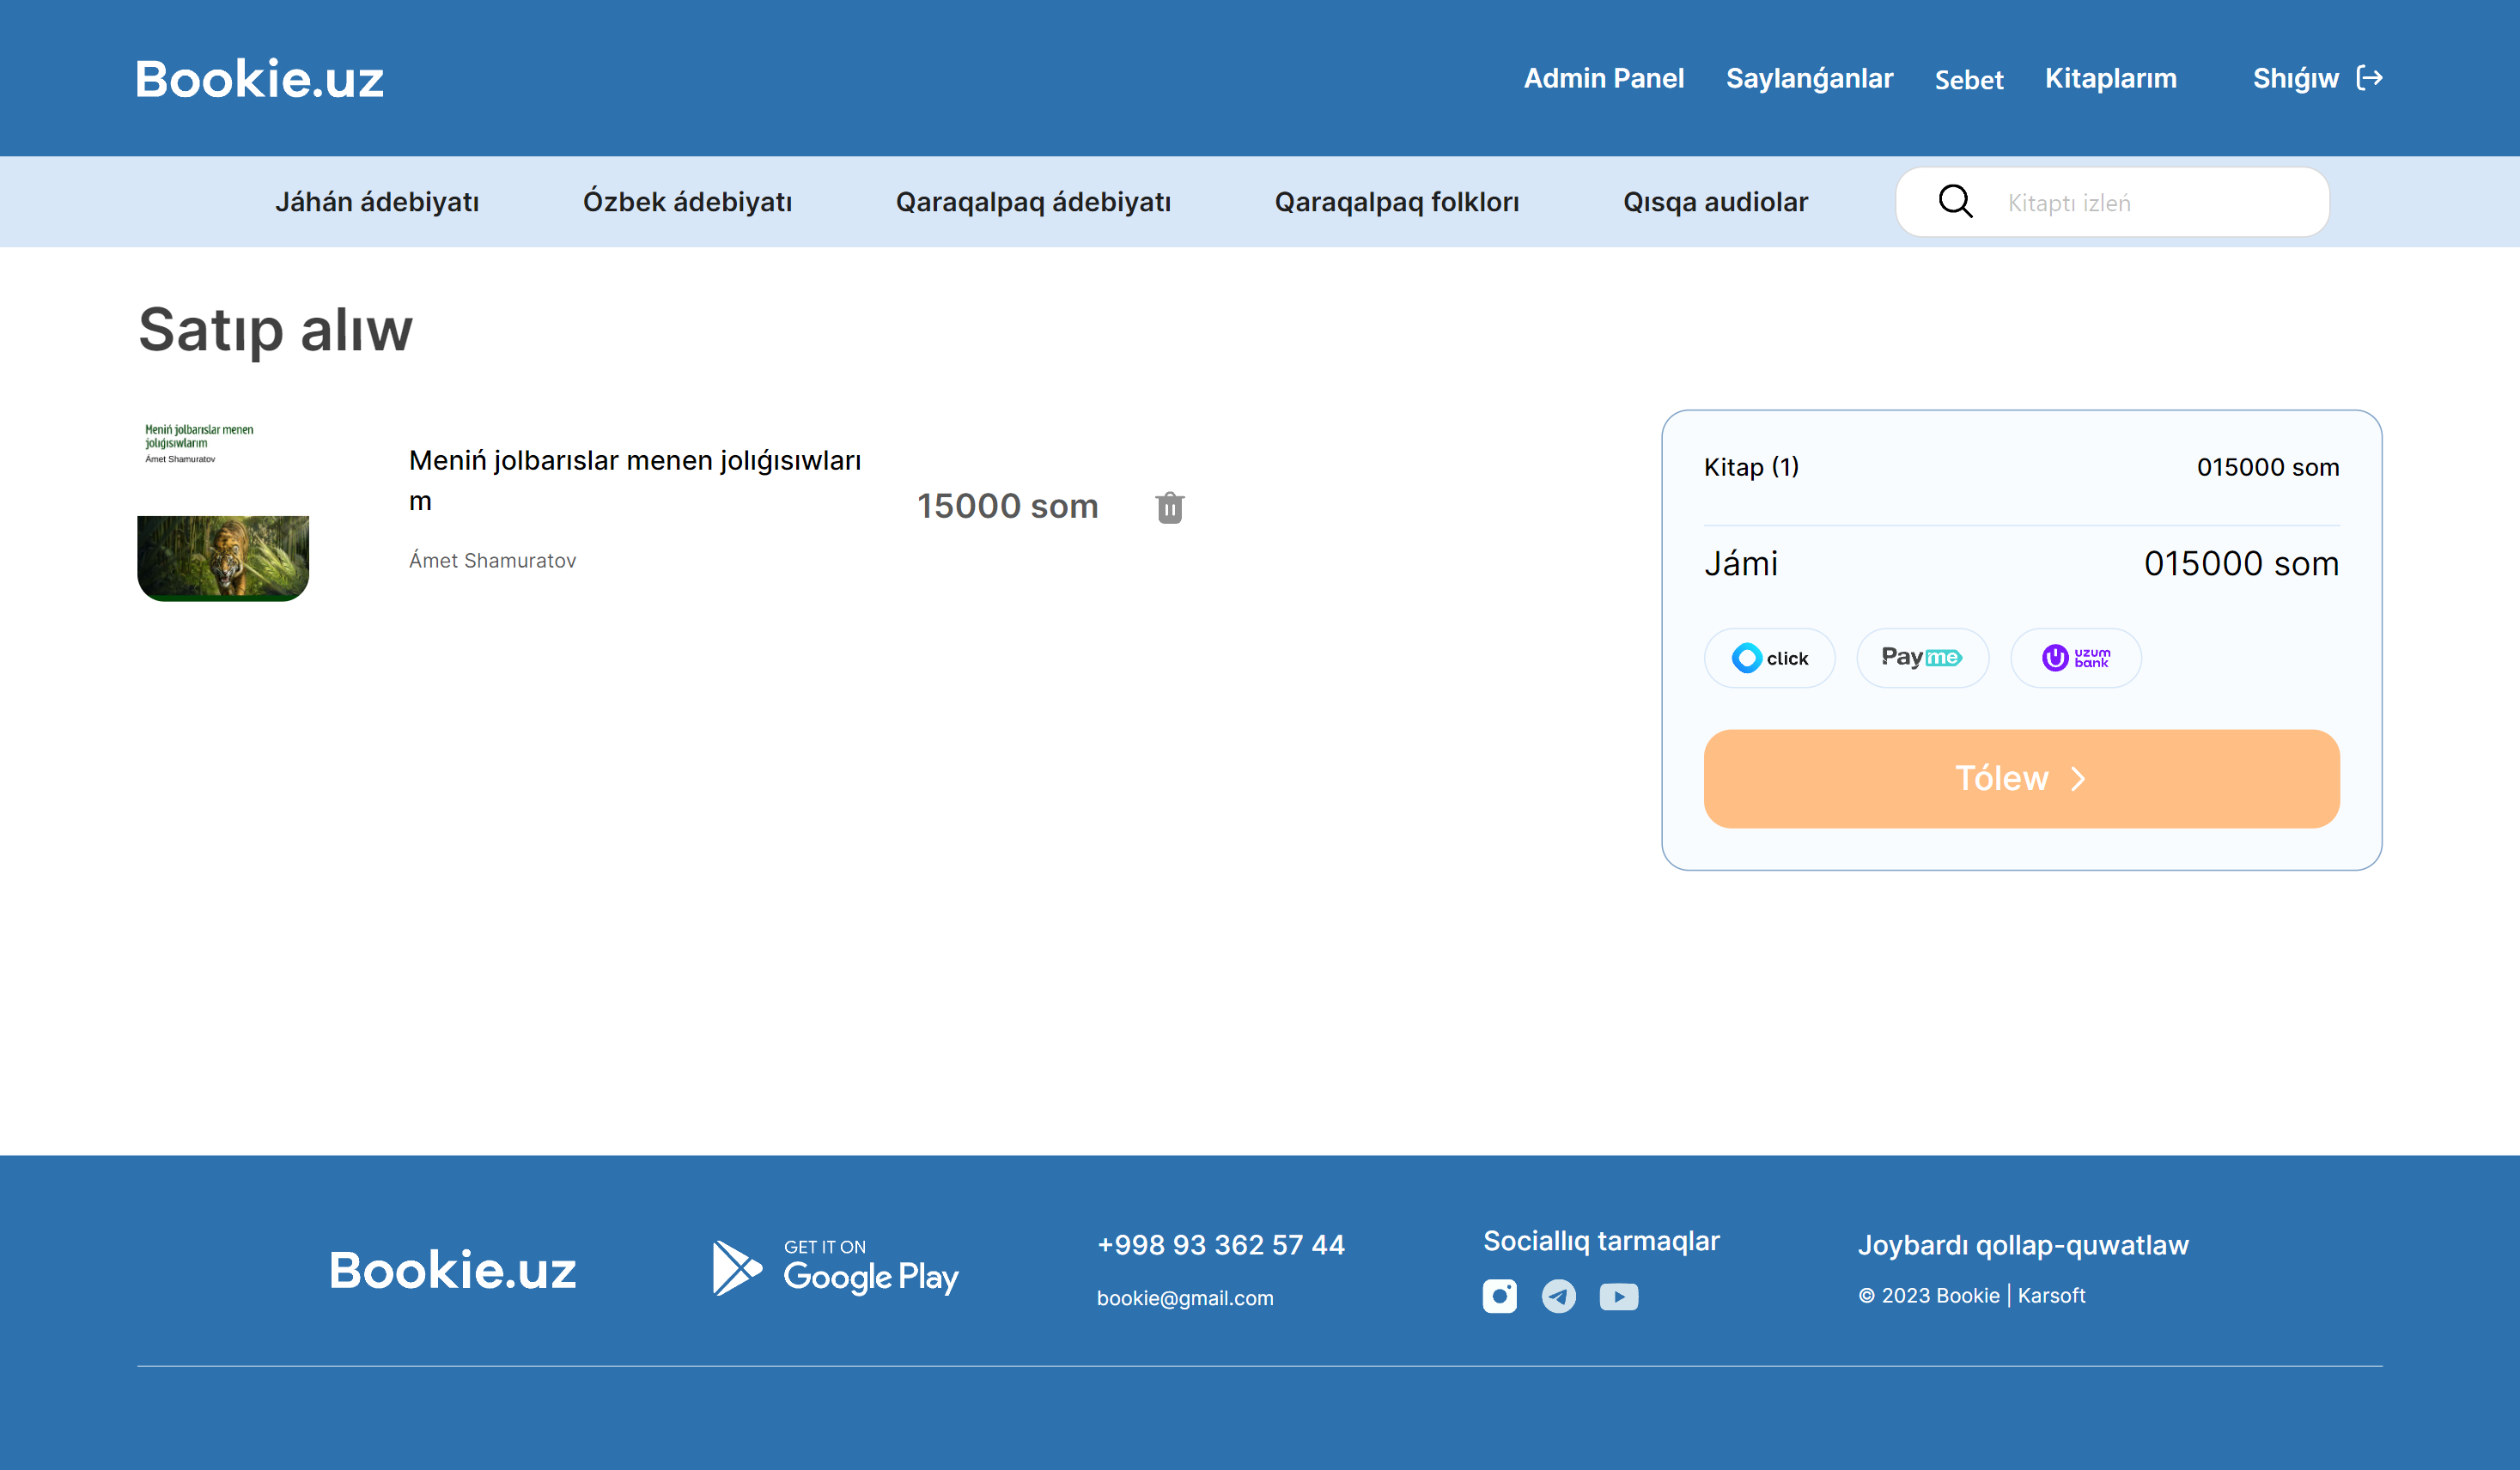 Bookie.uz
Admin Panel
Saylanǵanlar
Sebet
Kitaplarım
Shıǵıw
Jáhán ádebiyatı
Ózbek ádebiyatı
Qaraqalpaq ádebiyatı
Qaraqalpaq folklorı
Qısqa audiolar
Kitaptı izleń
Satıp alıw
Meniń jolbarıslar menen
jolıǵısıwlarım
Ámet Shamuratov
Meniń jolbarıslar menen jolıǵısıwları
m
Ámet Shamuratov
15000 som
Kitap (1)
015000 som
Jámi
015000 som
click
Payme
uzum
bank
Tólew
Bookie.uz
GET IT ON
Google Play
+998 93 362 57 44
bookie@gmail.com
Sociallıq tarmaqlar
Joybardı qollap-quwatlaw
© 2023 Bookie | Karsoft